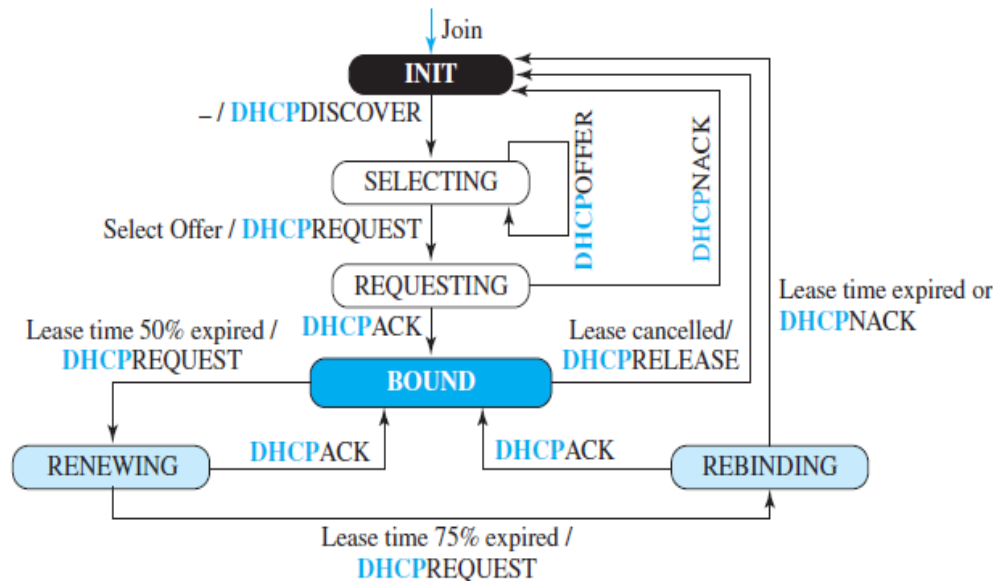 Join
INIT
– / DHCPDISCOVER
SELECTING
DHCPOFFER
DHCPNACK
Select Offer / DHCPREQUEST
REQUESTING
Lease time expired or
DHCPNACK
DHCPACK
Lease time 50% expired /
DHCPREQUEST
Lease cancelled/
DHCPRELEASE
BOUND
RENEWING
DHCPACK
DHCPACK
REBINDING
Lease time 75% expired /
DHCPREQUEST